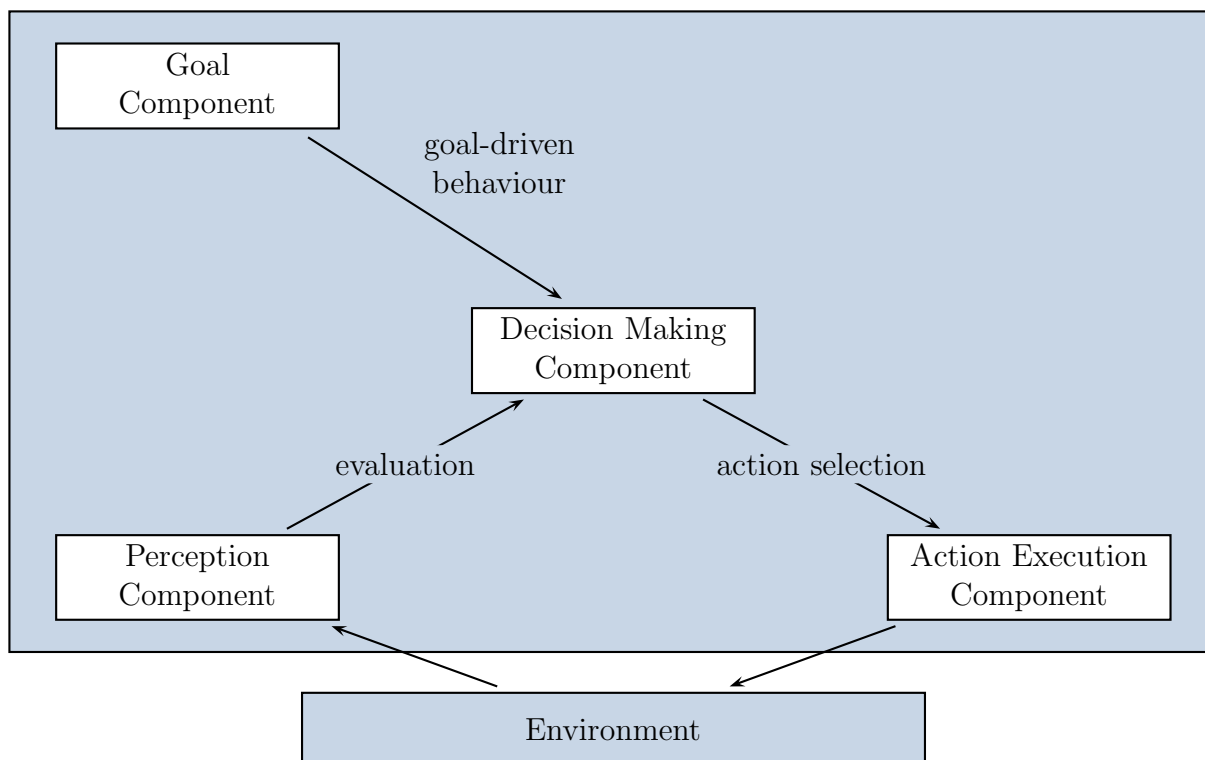 Goal
Component
goal-driven
behaviour
Decision Making
Component
evaluation
action selection
Perception
Component
Action Execution
Component
Environment